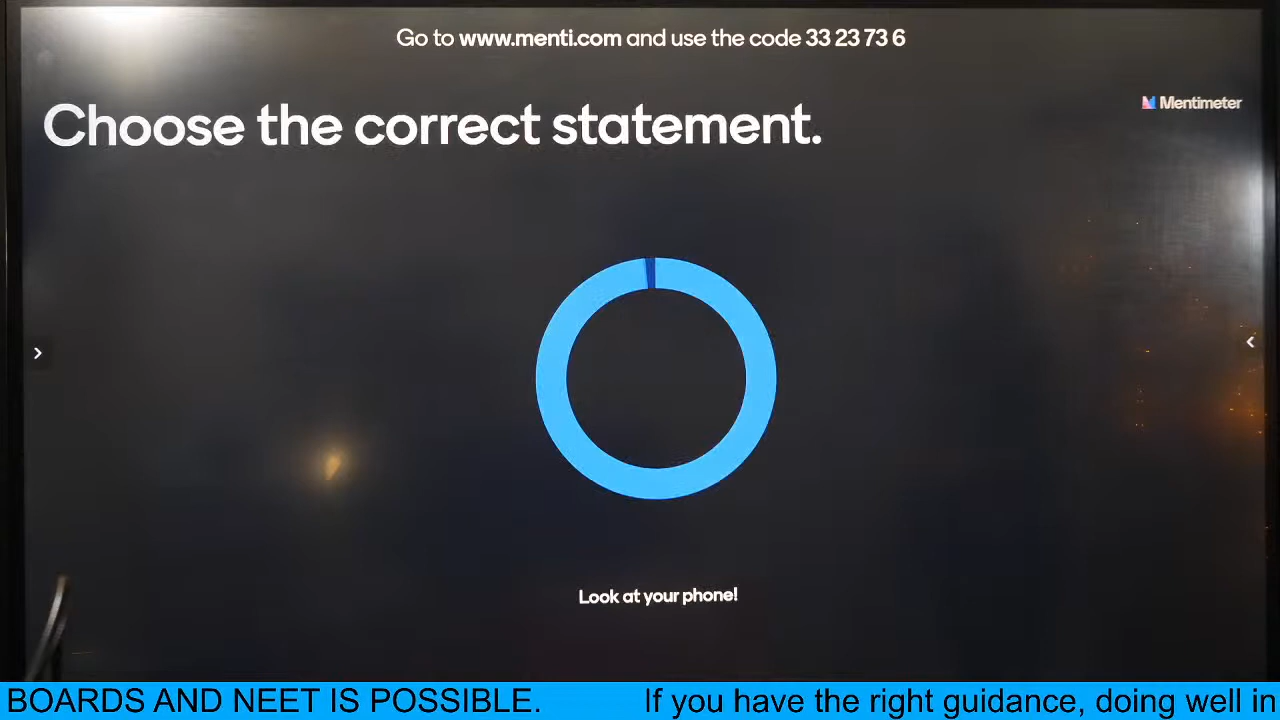 Go to www.menti.com and use the code 33 23 73 6
Mentimeter
Choose the correct statement.
Look at your phone!
BOARDS AND NEET IS POSSIBLE. If you have the right guidance, doing well in